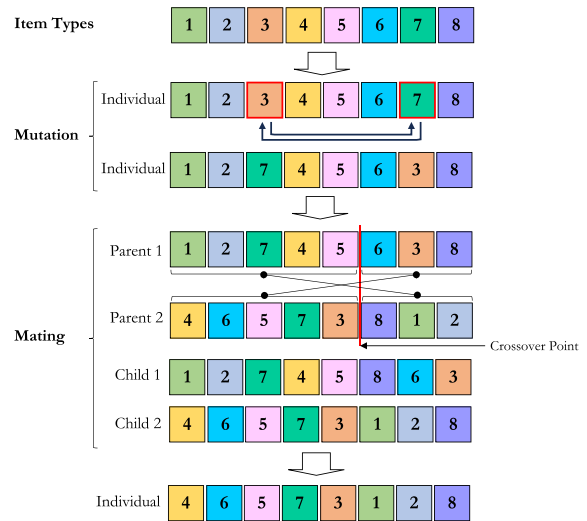 Item Types 1 2 3 4 5 6 7 8
Individual 1 2 3 4 5 6 7 8
Mutation
Individual 1 2 7 4 5 6 3 8
Parent 1 1 2 7 4 5 6 3 8
Parent 2 4 6 5 7 3 8 1 2
Mating
Crossover Point
Child 1 1 2 7 4 5 8 6 3
Child 2 4 6 5 7 3 1 2 8
Individual 4 6 5 7 3 1 2 8